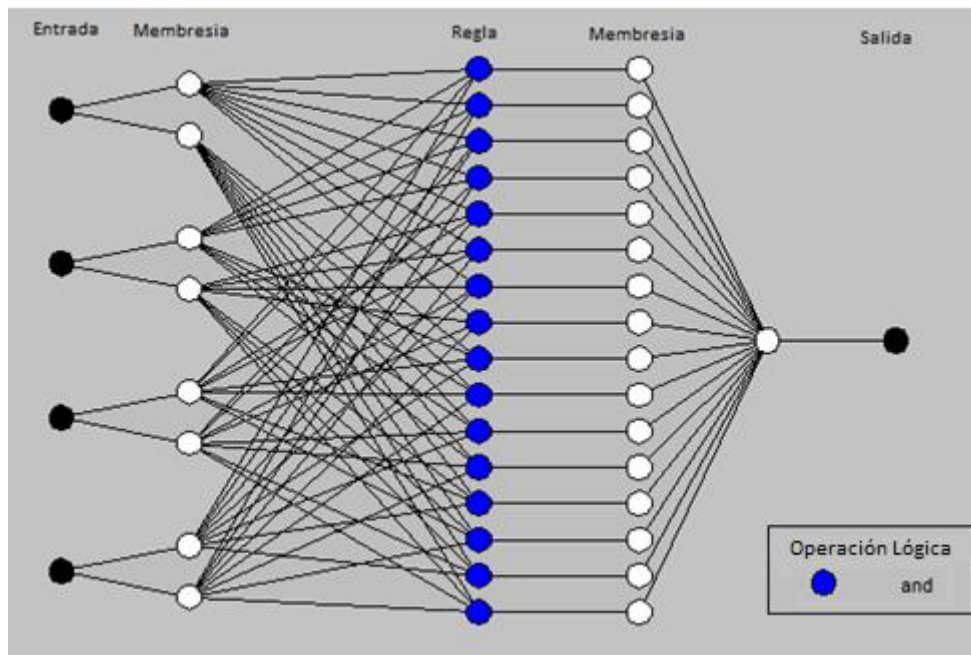 Entrada
Membresia
Regla
Membresia
Salida
Operación Lógica
and